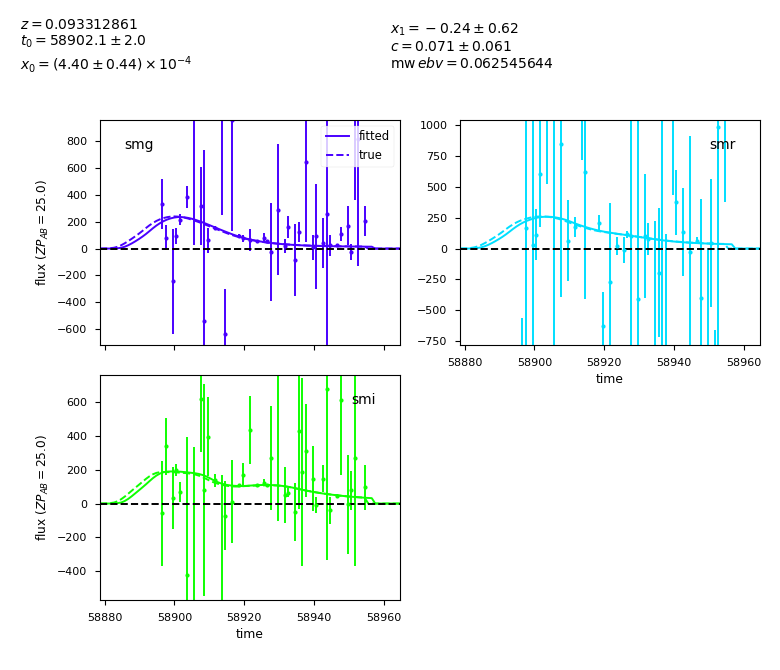 z = 0.093312861
t0 = 58902.1 ± 2.0
x0 = (4.40 ± 0.44) × 10^−4
x1 = −0.24 ± 0.62
c = 0.071 ± 0.061
mw ebv = 0.062545644
smg
fitted
true
800
600
400
200
0
−200
−400
−600
flux (ZP_AB = 25.0)
smr
1000
750
500
250
0
−250
−500
−750
58880 58900 58920 58940 58960
time
smi
600
400
200
0
−200
−400
flux (ZP_AB = 25.0)
58880 58900 58920 58940 58960
time